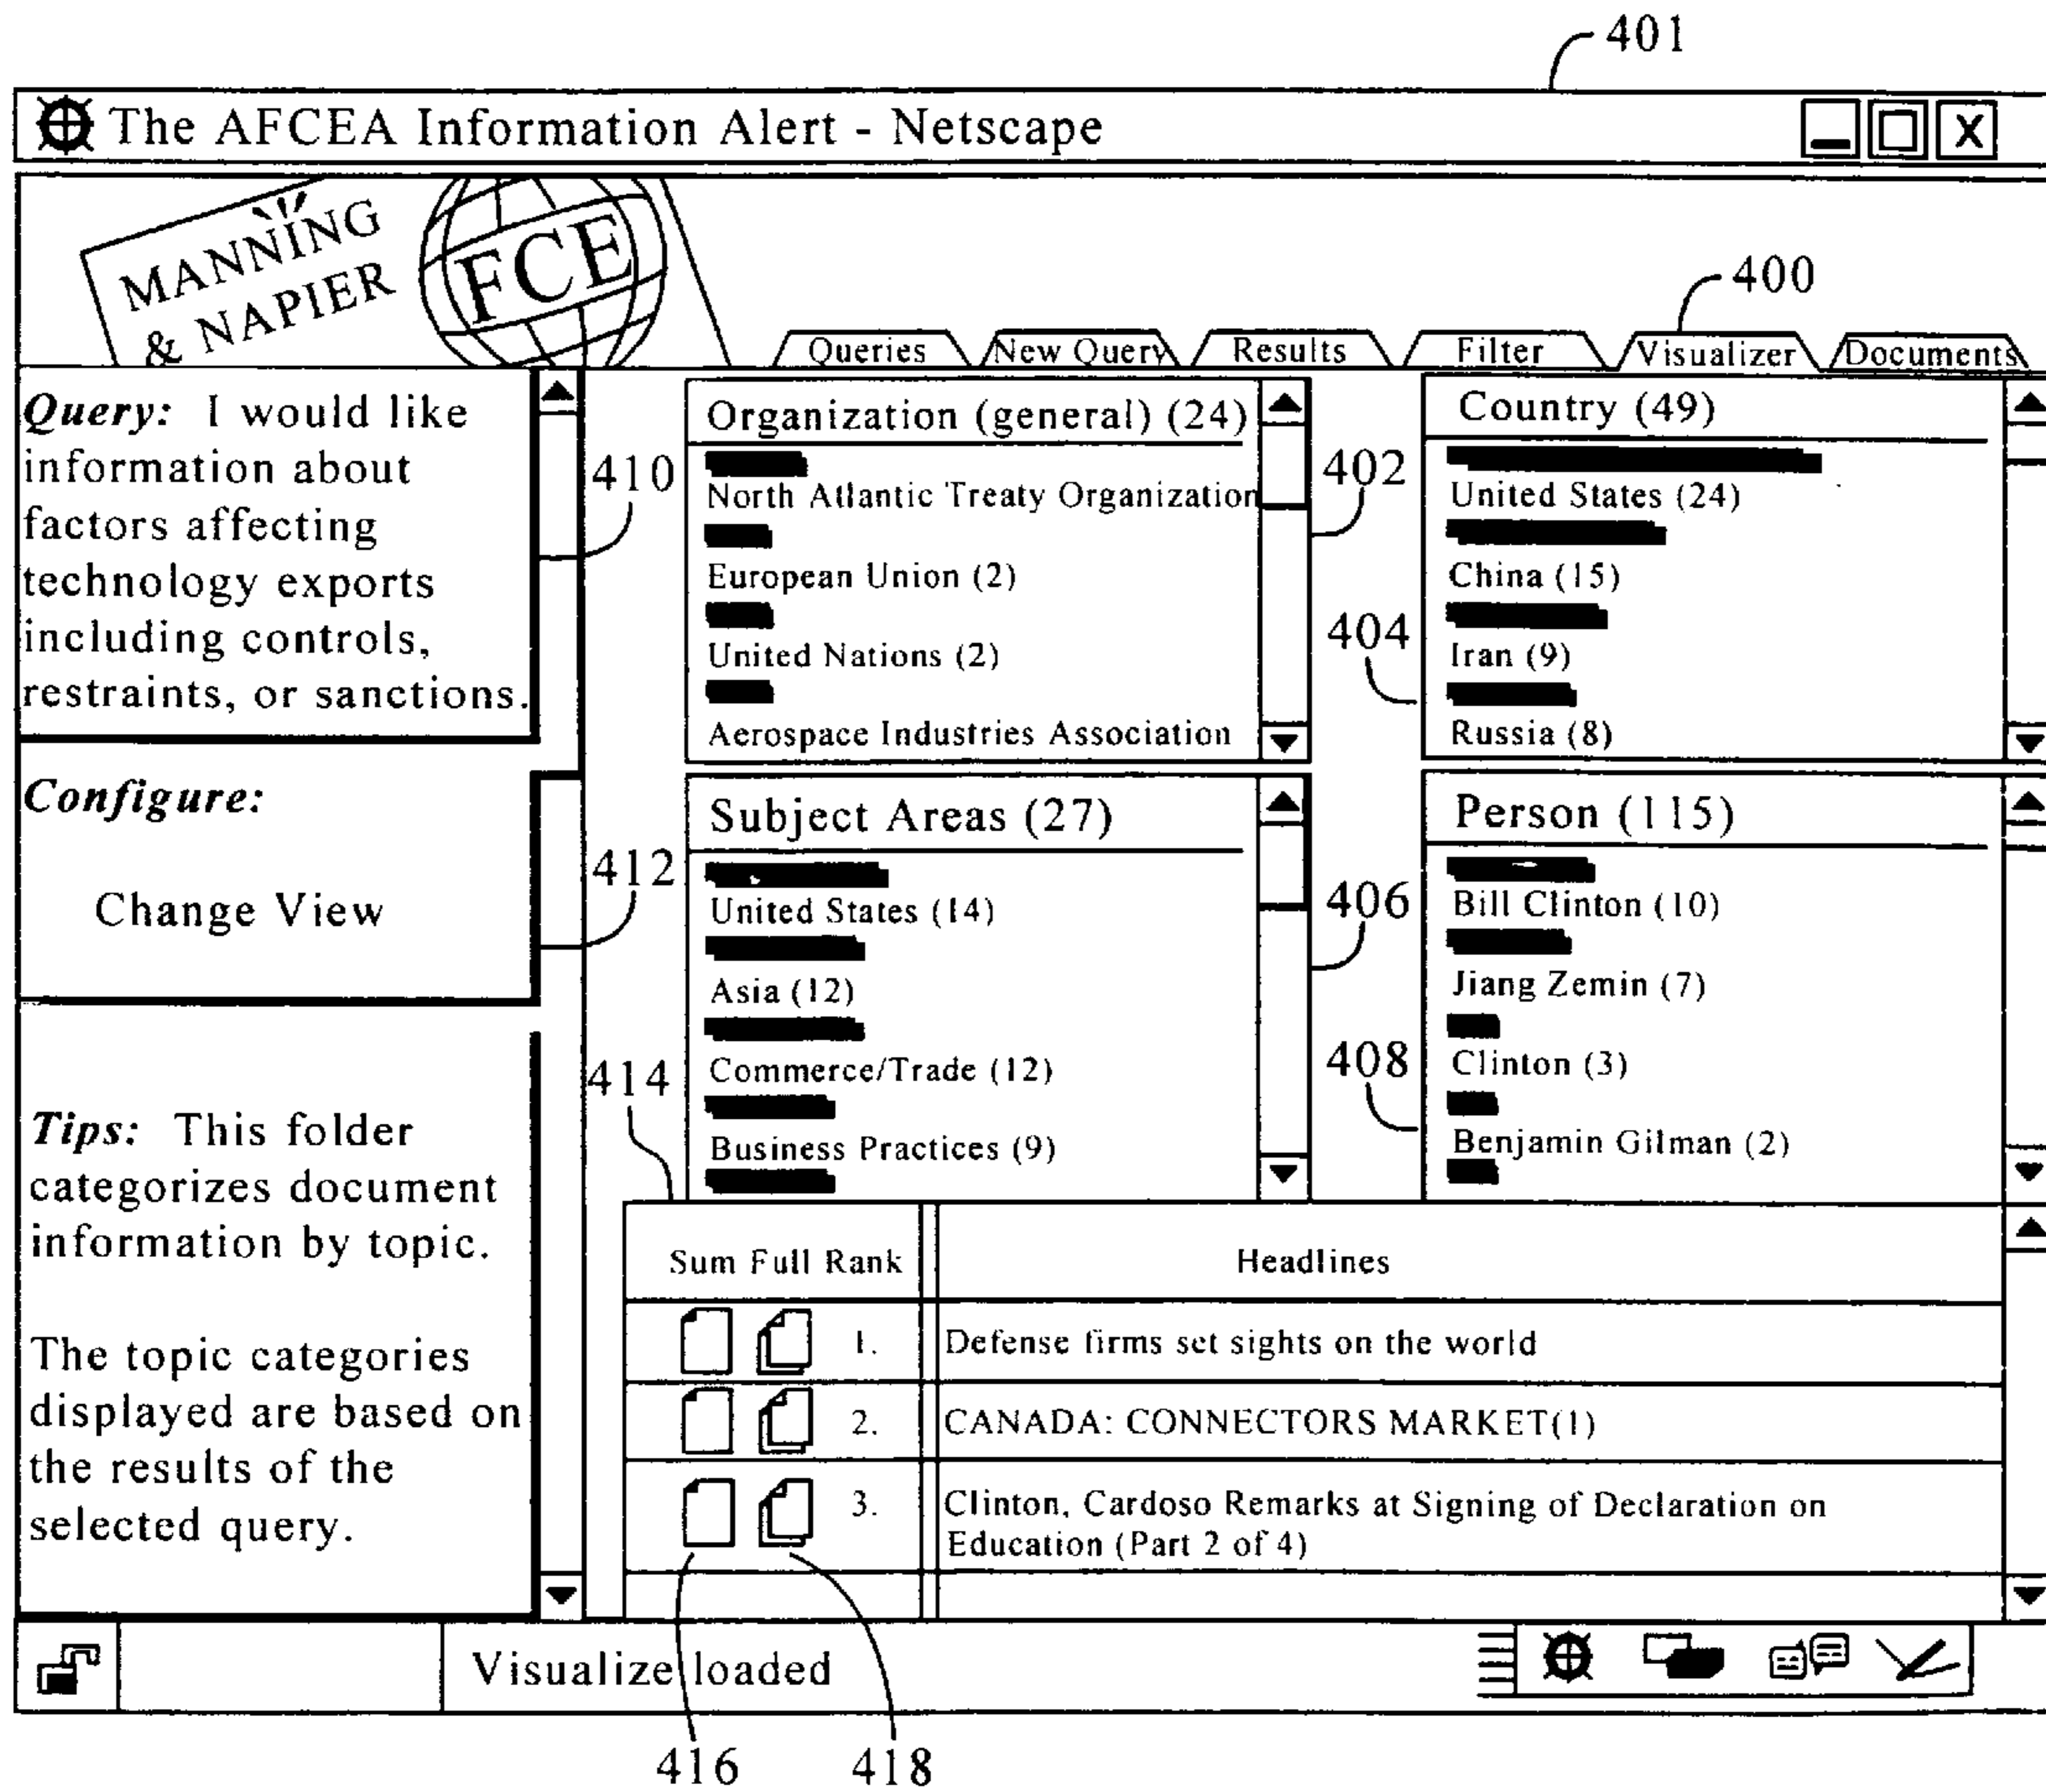 401
The AFCEA Information Alert - Netscape
X
MANNING
& NAPIER
FCE
400
Queries
New Query
Results
Filter
Visualizer
Documents
Query: I would like
information about
factors affecting
technology exports
including controls,
restraints, or sanctions.
410
Configure:
Change View
412
Tips: This folder
categorizes document
information by topic.
The topic categories
displayed are based on
the results of the
selected query.
Organization (general) (24)
North Atlantic Treaty Organization
European Union (2)
United Nations (2)
Aerospace Industries Association
402
Country (49)
United States (24)
China (15)
Iran (9)
Russia (8)
404
Subject Areas (27)
United States (14)
Asia (12)
Commerce/Trade (12)
Business Practices (9)
406
Person (115)
Bill Clinton (10)
Jiang Zemin (7)
Clinton (3)
Benjamin Gilman (2)
408
414
Sum Full Rank
Headlines
1. Defense firms set sights on the world
2. CANADA: CONNECTORS MARKET(1)
3. Clinton, Cardoso Remarks at Signing of Declaration on
Education (Part 2 of 4)
Visualize loaded
416
418